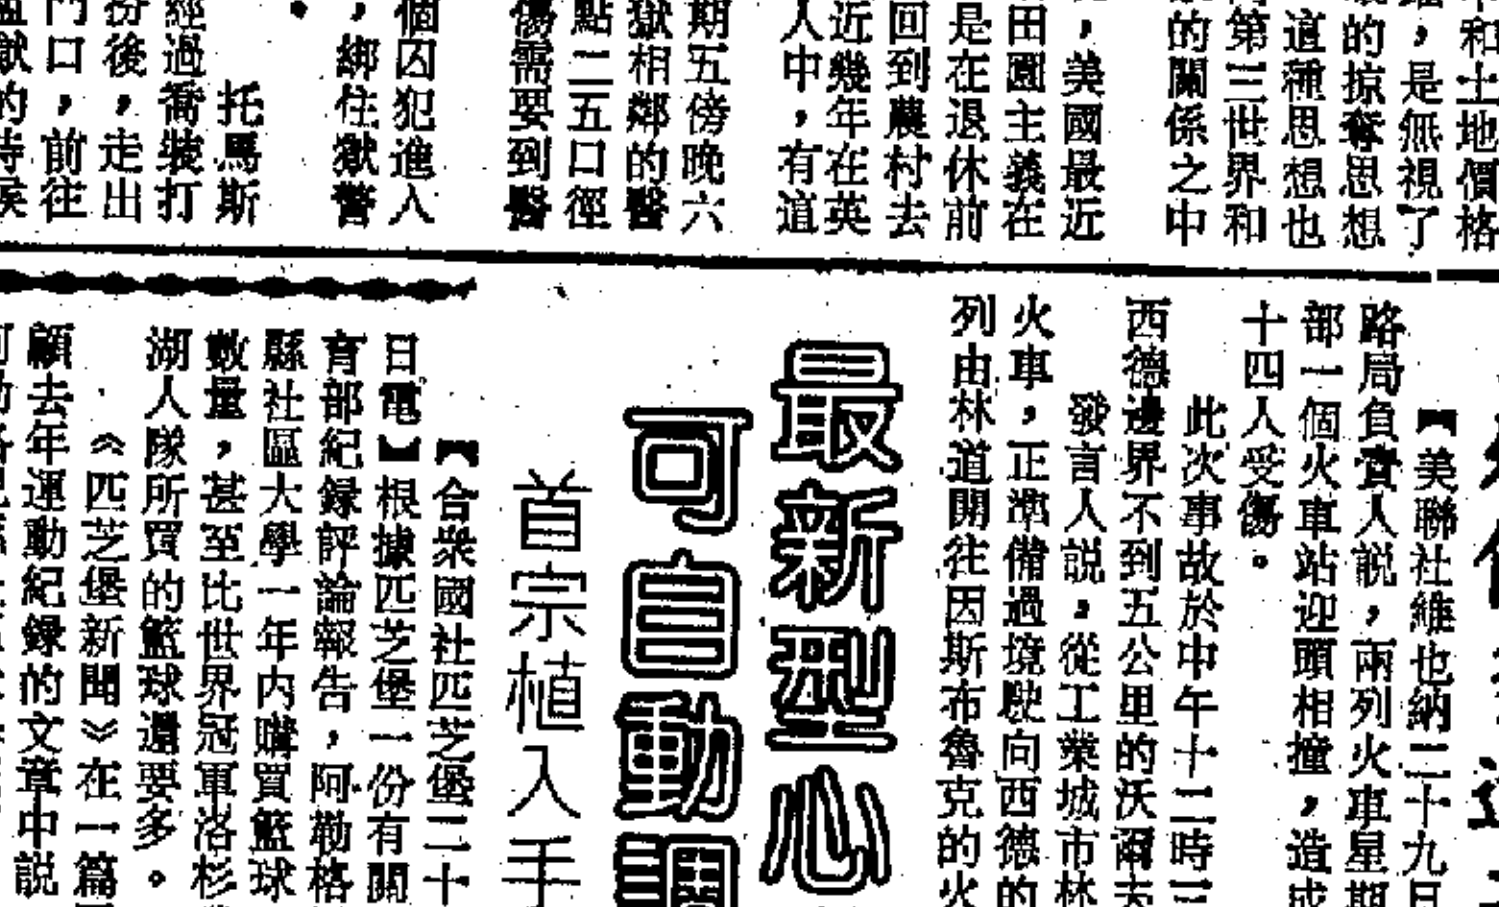 和土地價格
，是無視了
的掠奪思想
道種思想也
第三世界和
的關係之中
，美國最近
田園主義在
是在退休前
回到農村去
近幾年在英
人中，有道
期五傍晚六
獄相鄰的醫
點二五口徑
傷需要到醫
個囚犯進入
，綁住獄警
。
托馬斯
經過喬裝打
扮後，走出
門口，前往
監獄的時候
【美聯社維也納二十九日
路局負責人說，兩列火車星期
部一個火車站迎頭相撞，造成
十四人受傷。
此次事故於中午十二時三
西德邊界不到五公里的沃爾夫
發言人說，從工業城市林
火車，正準備過境駛向西德的
列由林道開往因斯布魯克的火
最新型心
可自動調
首宗植入手
【合衆國社匹芝堡二十
日電】根據匹芝堡一份有關
育部紀録評論報告，阿勒格
縣社區大學一年内購買籃球
數量，甚至比世界冠軍洛杉
湖人隊所買的籃球還要多。
《匹芝堡新聞》在一篇
顧去年運動紀録的文章中說